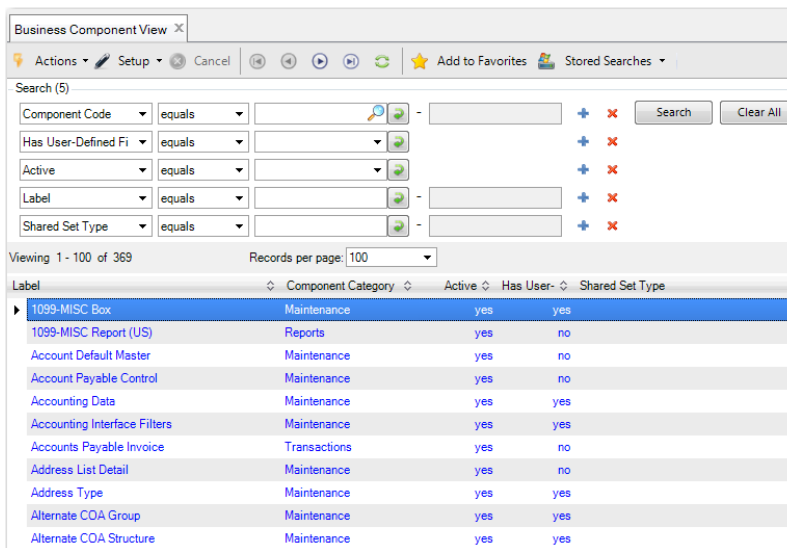 Business Component View
Actions Setup Cancel Add to Favorites Stored Searches
Search (5)
Component Code equals - Search Clear All
Has User-Defined Fi equals
Active equals
Label equals -
Shared Set Type equals -
Viewing 1 - 100 of 369 Records per page: 100
Label Component Category Active Has User- Shared Set Type
1099-MISC Box Maintenance yes yes
1099-MISC Report (US) Reports yes no
Account Default Master Maintenance yes no
Account Payable Control Maintenance yes no
Accounting Data Maintenance yes yes
Accounting Interface Filters Maintenance yes yes
Accounts Payable Invoice Transactions yes no
Address List Detail Maintenance yes no
Address Type Maintenance yes yes
Alternate COA Group Maintenance yes yes
Alternate COA Structure Maintenance yes yes